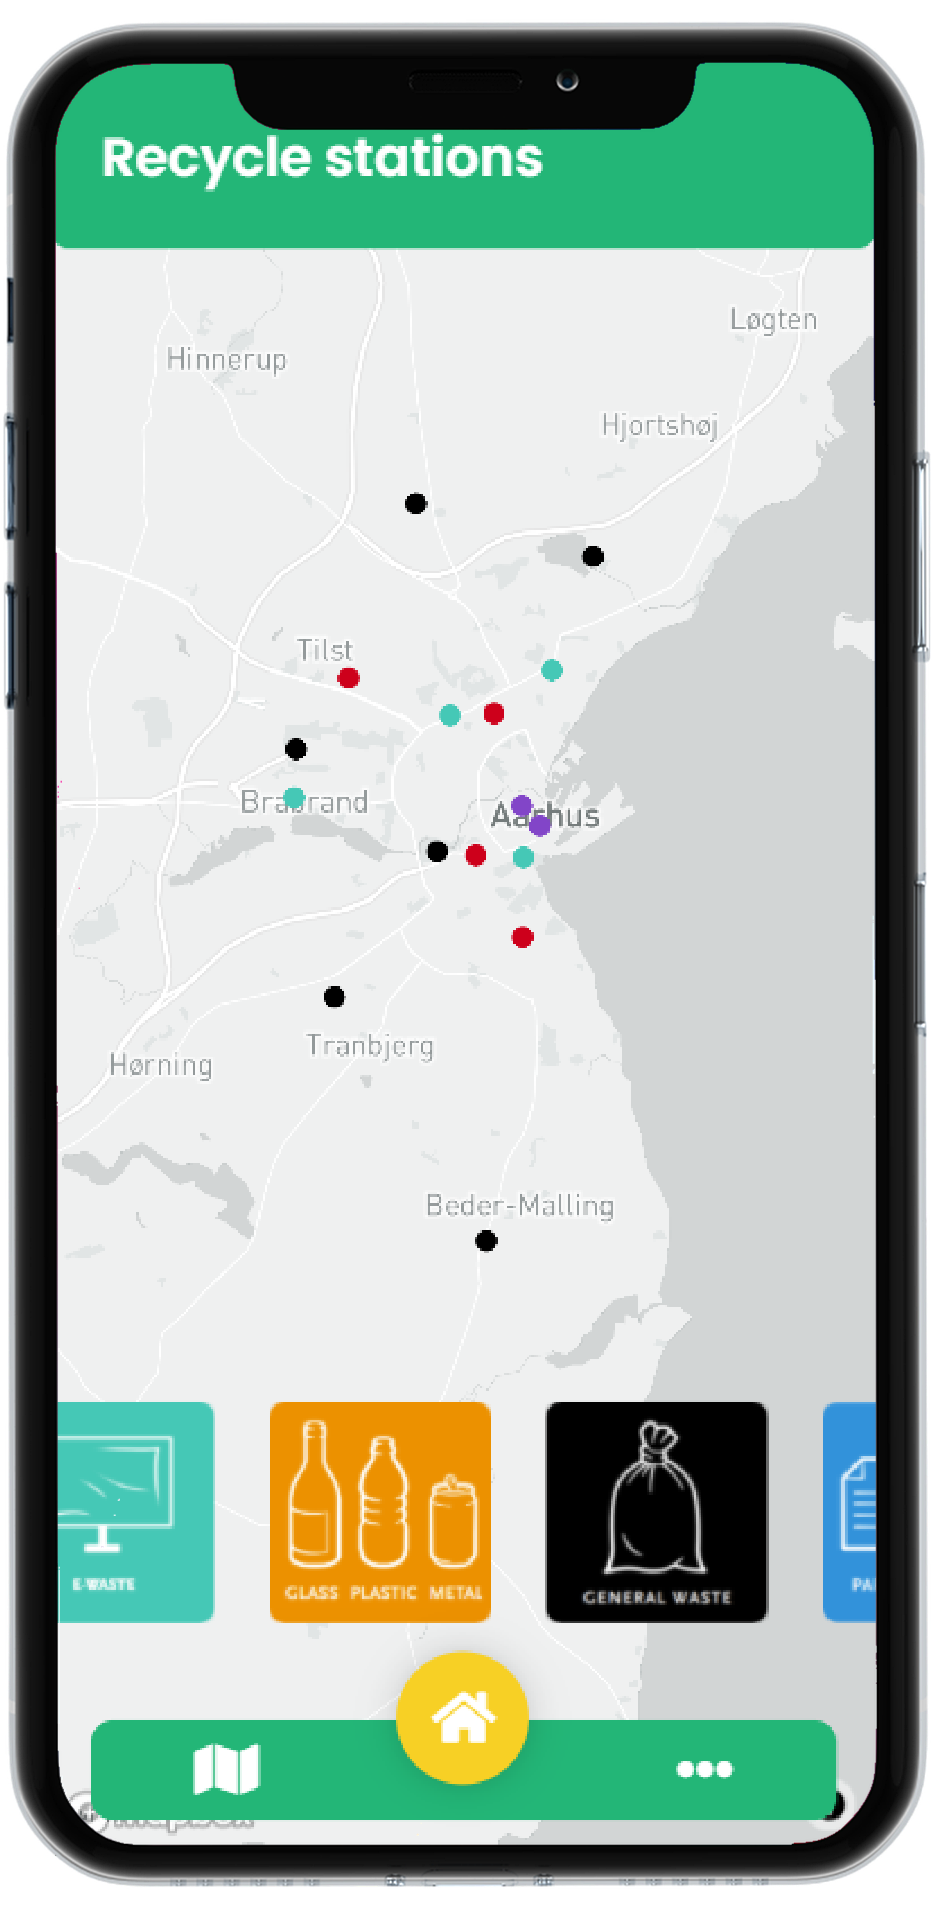 Recycle stations
Løgten
Hinnerup
Hjortshøj
Tilst
Brabrand
Aarhus
Tranbjerg
Hørning
Beder-Malling
E-WASTE
GLASS PLASTIC METAL
GENERAL WASTE
PA
mapbox